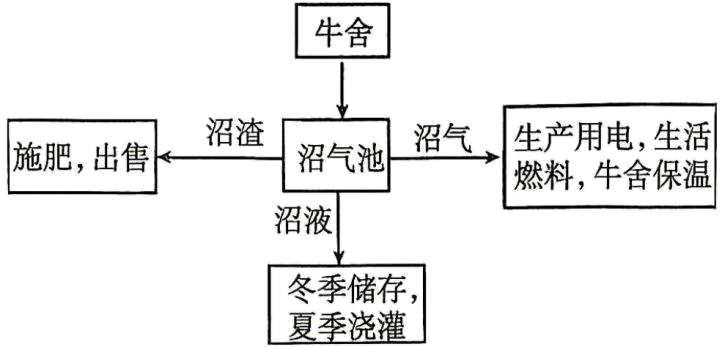 牛舍
沼渣
沼气
施肥，出售
沼气池
生产用电，生活
燃料，牛舍保温
沼液
冬季储存，
夏季浇灌